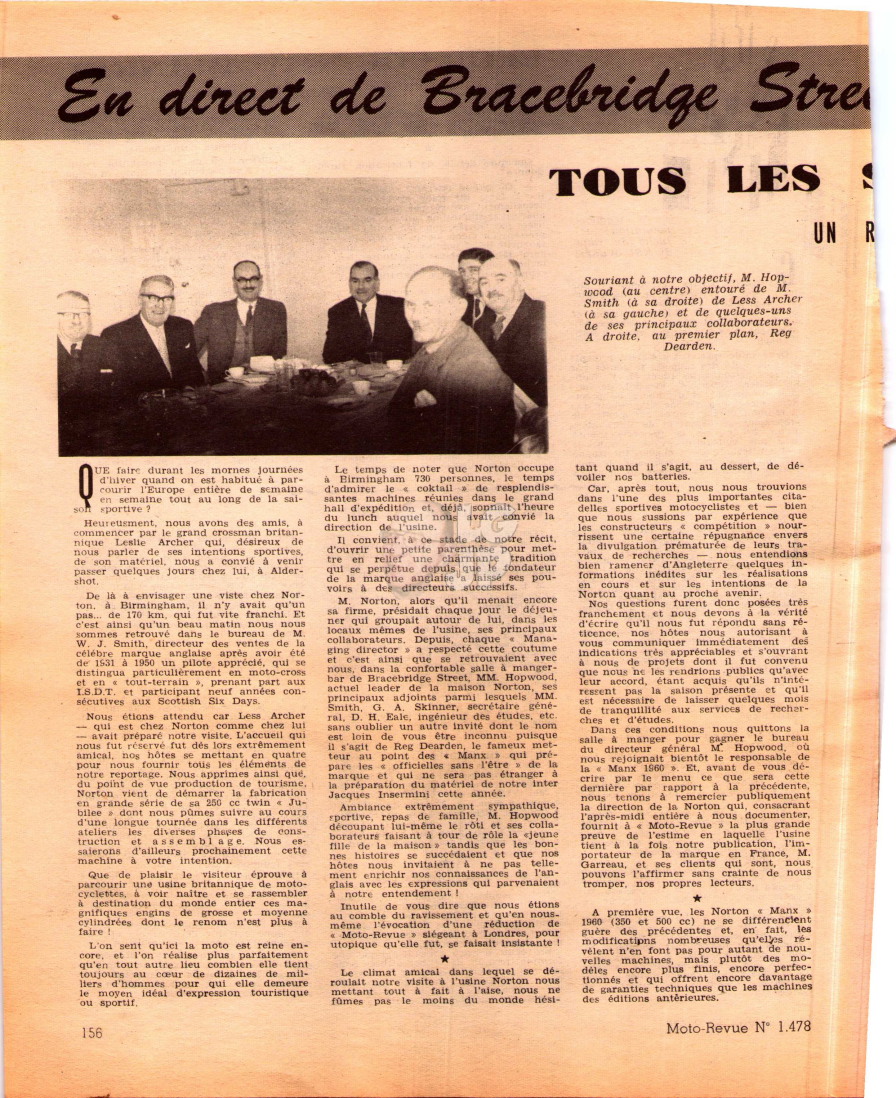 En direct de Bracebridge Stree
TOUS LES S
UN R
Souriant à notre objectif, M. Hop-
wood (au centre) entouré de M.
Smith (à sa droite) de Less Archer
(à sa gauche) et de quelques-uns
de ses principaux collaborateurs.
A droite, au premier plan, Reg
Dearden.
QUE faire durant les mornes journées
d'hiver quand on est habitué à par-
courir l'Europe entière de semaine
en semaine tout au long de la sai-
son sportive ?
Heureusment, nous avons des amis, à
commencer par le grand crossman britan-
nique Leslie Archer qui, désireux de
nous parler de ses intentions sportives,
de son matériel, nous a convié à venir
passer quelques jours chez lui, à Alder-
shot.
De là à envisager une viste chez Nor-
ton, à Birmingham, il n'y avait qu'un
pas... de 170 km, qui fut vite franchi. Et
c'est ainsi qu'un beau matin nous nous
sommes retrouvé dans le bureau de M.
W. J. Smith, directeur des ventes de la
célèbre marque anglaise après avoir été
de 1531 à 1950 un pilote apprécié, qui se
distingua particulièrement en moto-cross
et en « tout-terrain », prenant part aux
I.S.D.T. et participant neuf années con-
sécutives aux Scottish Six Days.
Nous étions attendu car Less Archer
— qui est chez Norton comme chez lui
— avait préparé notre visite. L'accueil qui
nous fut réservé fut dès lors extrêmement
amical, nos hôtes se mettant en quatre
pour nous fournir tous les éléments de
notre reportage. Nous apprimes ainsi que,
du point de vue production de tourisme,
Norton vient de démarrer la fabrication
en grande série de sa 250 cc twin « Ju-
bilee » dont nous pûmes suivre au cours
d'une longue tournée dans les différents
ateliers les diverses phases de cons-
truction et assemblage. Nous es-
saierons d'ailleurs prochainement cette
machine à votre intention.
Que de plaisir le visiteur éprouve à
parcourir une usine britannique de moto-
cyclettes, à voir naître et se rassembler
à destination du monde entier ces ma-
gnifiques engins de grosse et moyenne
cylindrées dont le renom n'est plus à
faire !
L'on sent qu'ici la moto est reine en-
core, et l'on réalise plus parfaitement
qu'en tout autre lieu combien elle tient
toujours au cœur de dizaines de mil-
liers d'hommes pour qui elle demeure
le moyen idéal d'expression touristique
ou sportif.
Le temps de noter que Norton occupe
à Birmingham 730 personnes, le temps
d'admirer le « coktail » de resplendis-
santes machines réunies dans le grand
hall d'expédition et, déjà, sonnait l'heure
du lunch auquel nous avait convié la
direction de l'usine.
Il convient, à ce stade de notre récit,
d'ouvrir une petite parenthèse pour met-
tre en relief une charmante tradition
qui se perpétue depuis que le fondateur
de la marque anglaise a laissé ses pou-
voirs à des directeurs successifs.
M. Norton, alors qu'il menait encore
sa firme, présidait chaque jour le déjeu-
ner qui groupait autour de lui, dans les
locaux mêmes de l'usine, ses principaux
collaborateurs. Depuis, chaque « Mana-
ging director » a respecté cette coutume
et c'est ainsi que se retrouvaient avec
nous, dans la confortable salle à manger-
bar de Bracebridge Street, MM. Hopwood,
actuel leader de la maison Norton, ses
principaux adjoints parmi lesquels MM.
Smith, G. A. Skinner, secrétaire géné-
ral, D. H. Eale, ingénieur des études, etc.
sans oublier un autre invité dont le nom
est loin de vous être inconnu puisque
il s'agit de Reg Dearden, le fameux met-
teur au point des « Manx » qui pré-
pare les « officielles sans l'être » de la
marque et qui ne sera pas étranger à
la préparation du matériel de notre inter
Jacques Insermini cette année.
Ambiance extrêmement sympathique,
sportive, repas de famille, M. Hopwood
découpant lui-même le rôti et ses colla-
borateurs faisant à tour de rôle la «jeune
fille de la maison» tandis que les bon-
nes histoires se succédaient et que nos
hôtes nous invitaient à ne pas telle-
ment enrichir nos connaissances de l'an-
glais avec les expressions qui parvenaient
à notre entendement !
Inutile de vous dire que nous étions
au comble du ravissement et qu'en nous-
même l'évocation d'une réduction de
« Moto-Revue » siégeant à Londres, pour
utopique qu'elle fut, se faisait insistante !
★
Le climat amical dans lequel se dé-
roulait notre visite à l'usine Norton nous
mettant tout à fait à l'aise, nous ne
fûmes pas le moins du monde hési-
tant quand il s'agit, au dessert, de dé-
voiler nos batteries.
Car, après tout, nous nous trouvions
dans l'une des plus importantes cita-
delles sportives motocyclistes et — bien
que nous sussions par expérience que
les constructeurs « compétition » nour-
rissent une certaine répugnance envers
la divulgation prématurée de leurs tra-
vaux de recherches — nous entendions
bien ramener d'Angleterre quelques in-
formations inédites sur les réalisations
en cours et sur les intentions de la
Norton quant au proche avenir.
Nos questions furent donc posées très
franchement et nous devons à la vérité
d'écrire qu'il nous fut répondu sans ré-
ticence, nos hôtes nous autorisant à
vous communiquer immédiatement des
indications très appréciables et s'ouvrant
à nous de projets dont il fut convenu
que nous ne les rendrions publics qu'avec
leur accord, étant acquis qu'ils n'inté-
ressent pas la saison présente et qu'il
est nécessaire de laisser quelques mois
de tranquillité aux services de recher-
ches et d'études.
Dans ces conditions nous quittons la
salle à manger pour gagner le bureau
du directeur général M. Hopwood, où
nous rejoignait bientôt le responsable de
la « Manx 1960 ». Et, avant de vous dé-
crire par le menu ce que sera cette
dernière par rapport à la précédente,
nous tenons à remercier publiquement
la direction de la Norton qui, consacrant
l'après-midi entière à nous documenter,
fournit à « Moto-Revue » la plus grande
preuve de l'estime en laquelle l'usine
tient à la fois notre publication, l'im-
portateur de la marque en France, M.
Garreau, et ses clients qui sont, nous
pouvons l'affirmer sans crainte de nous
tromper, nos propres lecteurs.
★
A première vue, les Norton « Manx »
1960 (350 et 500 cc) ne se différencient
guère des précédentes et, en fait, les
modifications nombreuses qu'elles ré-
vèlent n'en font pas pour autant de nou-
velles machines, mais plutôt des mo-
dèles encore plus finis, encore perfec-
tionnés et qui offrent encore davantage
de garanties techniques que les machines
des éditions antérieures.
156
Moto-Revue N° 1.478